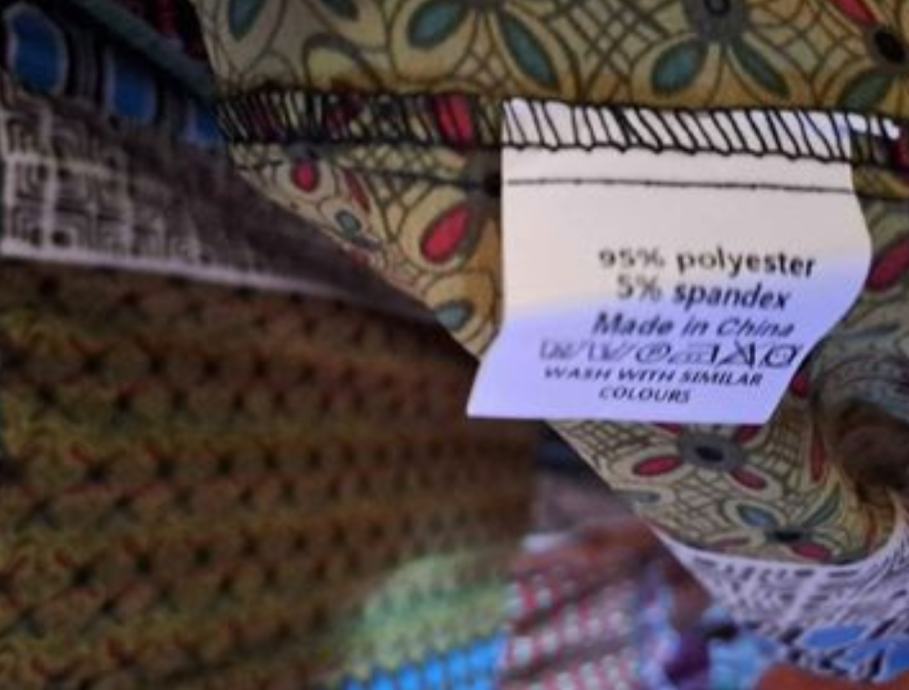 95% polyester
5% spandex
Made in China
WASH WITH SIMILAR
COLOURS